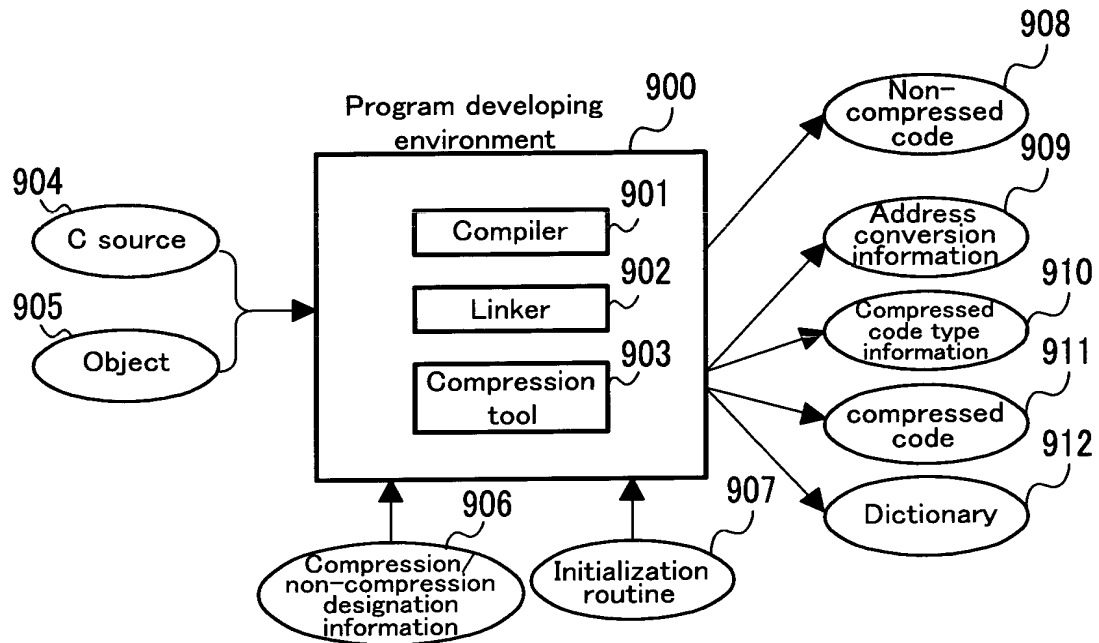 908
Non-
compressed
code
900
Program developing
environment
909
Address
conversion
information
904
C source
901
Compiler
902
Linker
910
Compressed
code type
information
905
Object
903
Compression
tool
911
compressed
code
912
Dictionary
906
Compression/
non-compression
designation
information
907
Initialization
routine